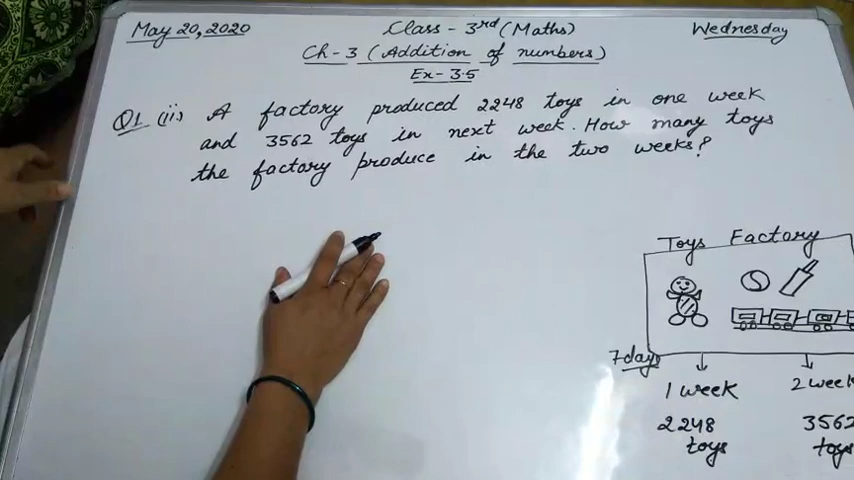 May 20, 2020 Class - 3rd (Maths) Wednesday
Ch-3 (Addition of numbers)
Ex-3.5
Q1 (ii) A factory produced 2248 toys in one week
and 3562 toys in next week. How many toys
the factory produce in the two weeks?
Toys Factory
7days
1 week 2 week
2248 3562
toys toys